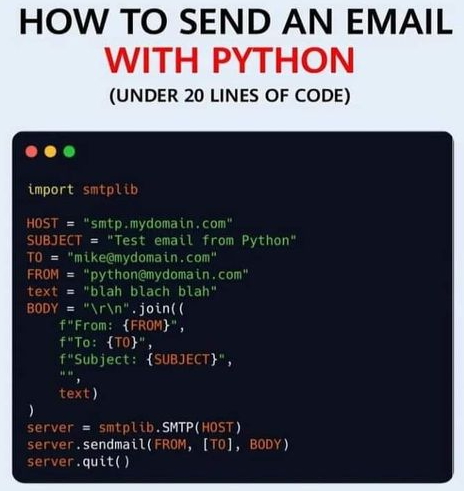 HOW TO SEND AN EMAIL
WITH PYTHON
(UNDER 20 LINES OF CODE)
import smtplib
HOST = "smtp.mydomain.com"
SUBJECT = "Test email from Python"
TO = "mike@mydomain.com"
FROM = "python@mydomain.com"
text = "blah blach blah"
BODY = "\r\n".join((
    f"From: {FROM}",
    f"To: {TO}",
    f"Subject: {SUBJECT}",
    "",
    text)
)
server = smtplib.SMTP(HOST)
server.sendmail(FROM, [TO], BODY)
server.quit()